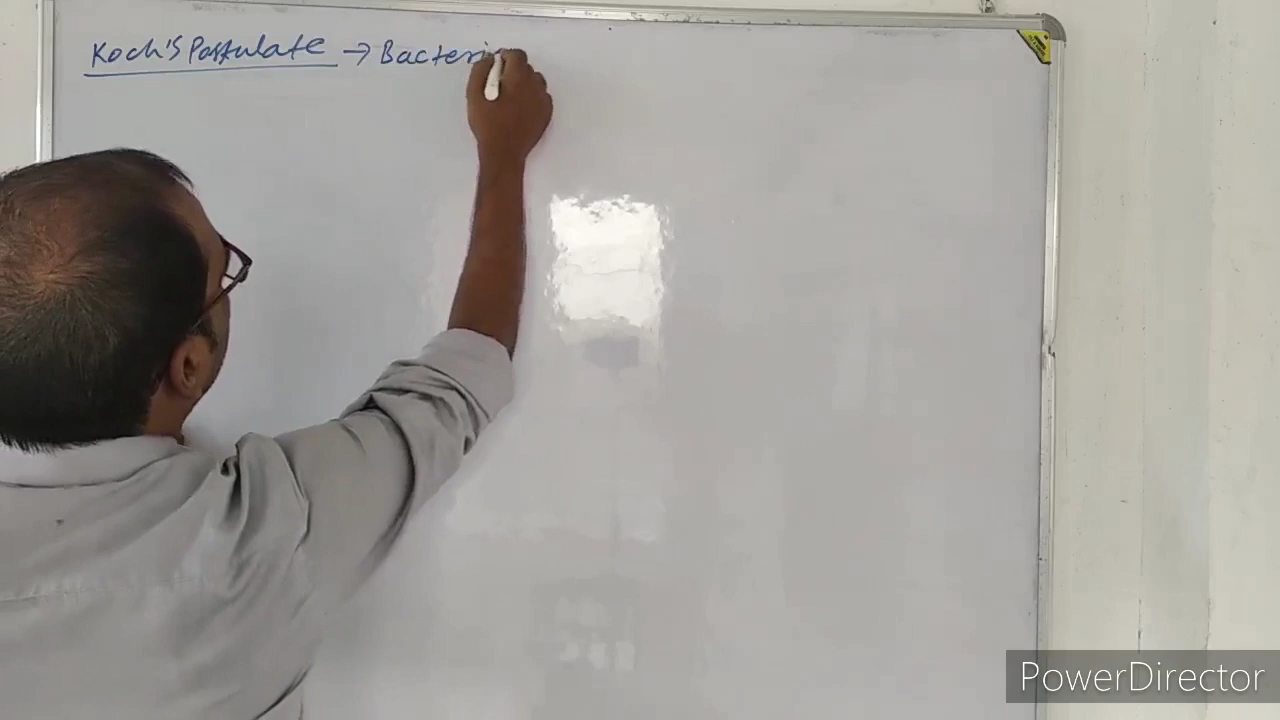 Koch's Postulate → Bacteri
PowerDirector